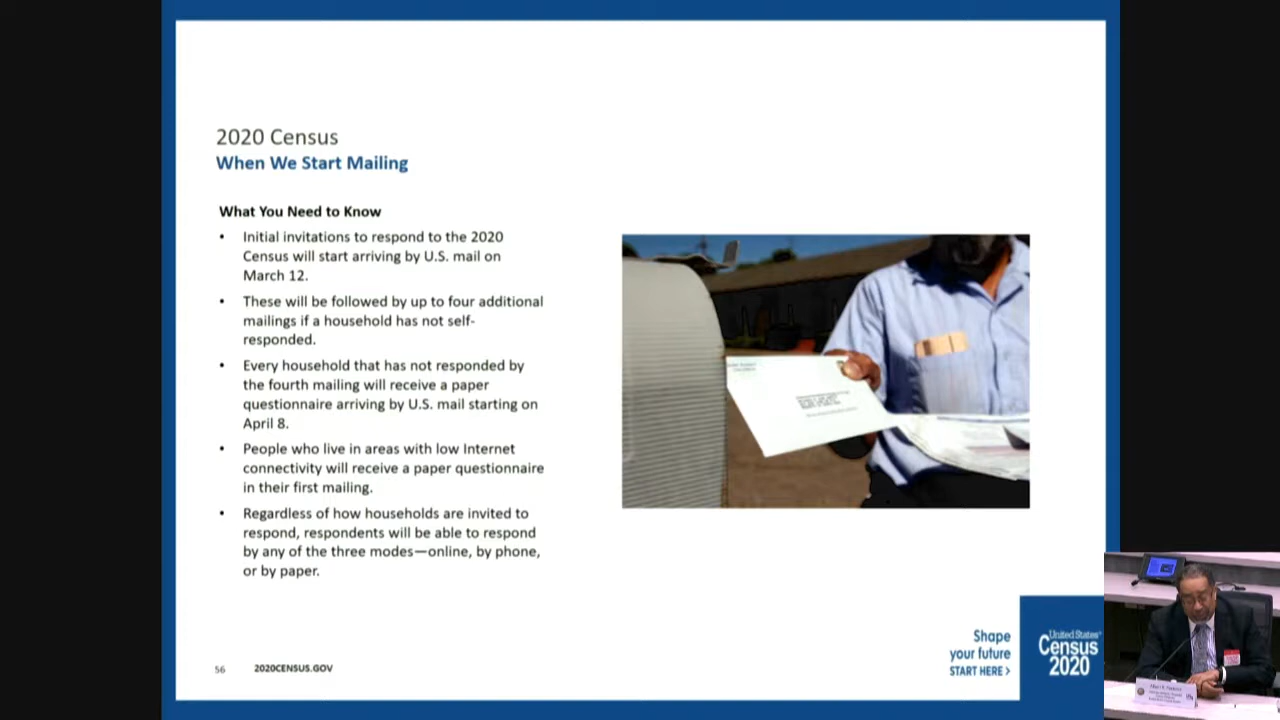 2020 Census
When We Start Mailing
What You Need to Know
• Initial invitations to respond to the 2020
Census will start arriving by U.S. mail on
March 12.
• These will be followed by up to four additional
mailings if a household has not self-
responded.
• Every household that has not responded by
the fourth mailing will receive a paper
questionnaire arriving by U.S. mail starting on
April 8.
• People who live in areas with low Internet
connectivity will receive a paper questionnaire
in their first mailing.
• Regardless of how households are invited to
respond, respondents will be able to respond
by any of the three modes—online, by phone,
or by paper.
56 2020CENSUS.GOV
Shape
your future
START HERE >
United States®
Census
2020